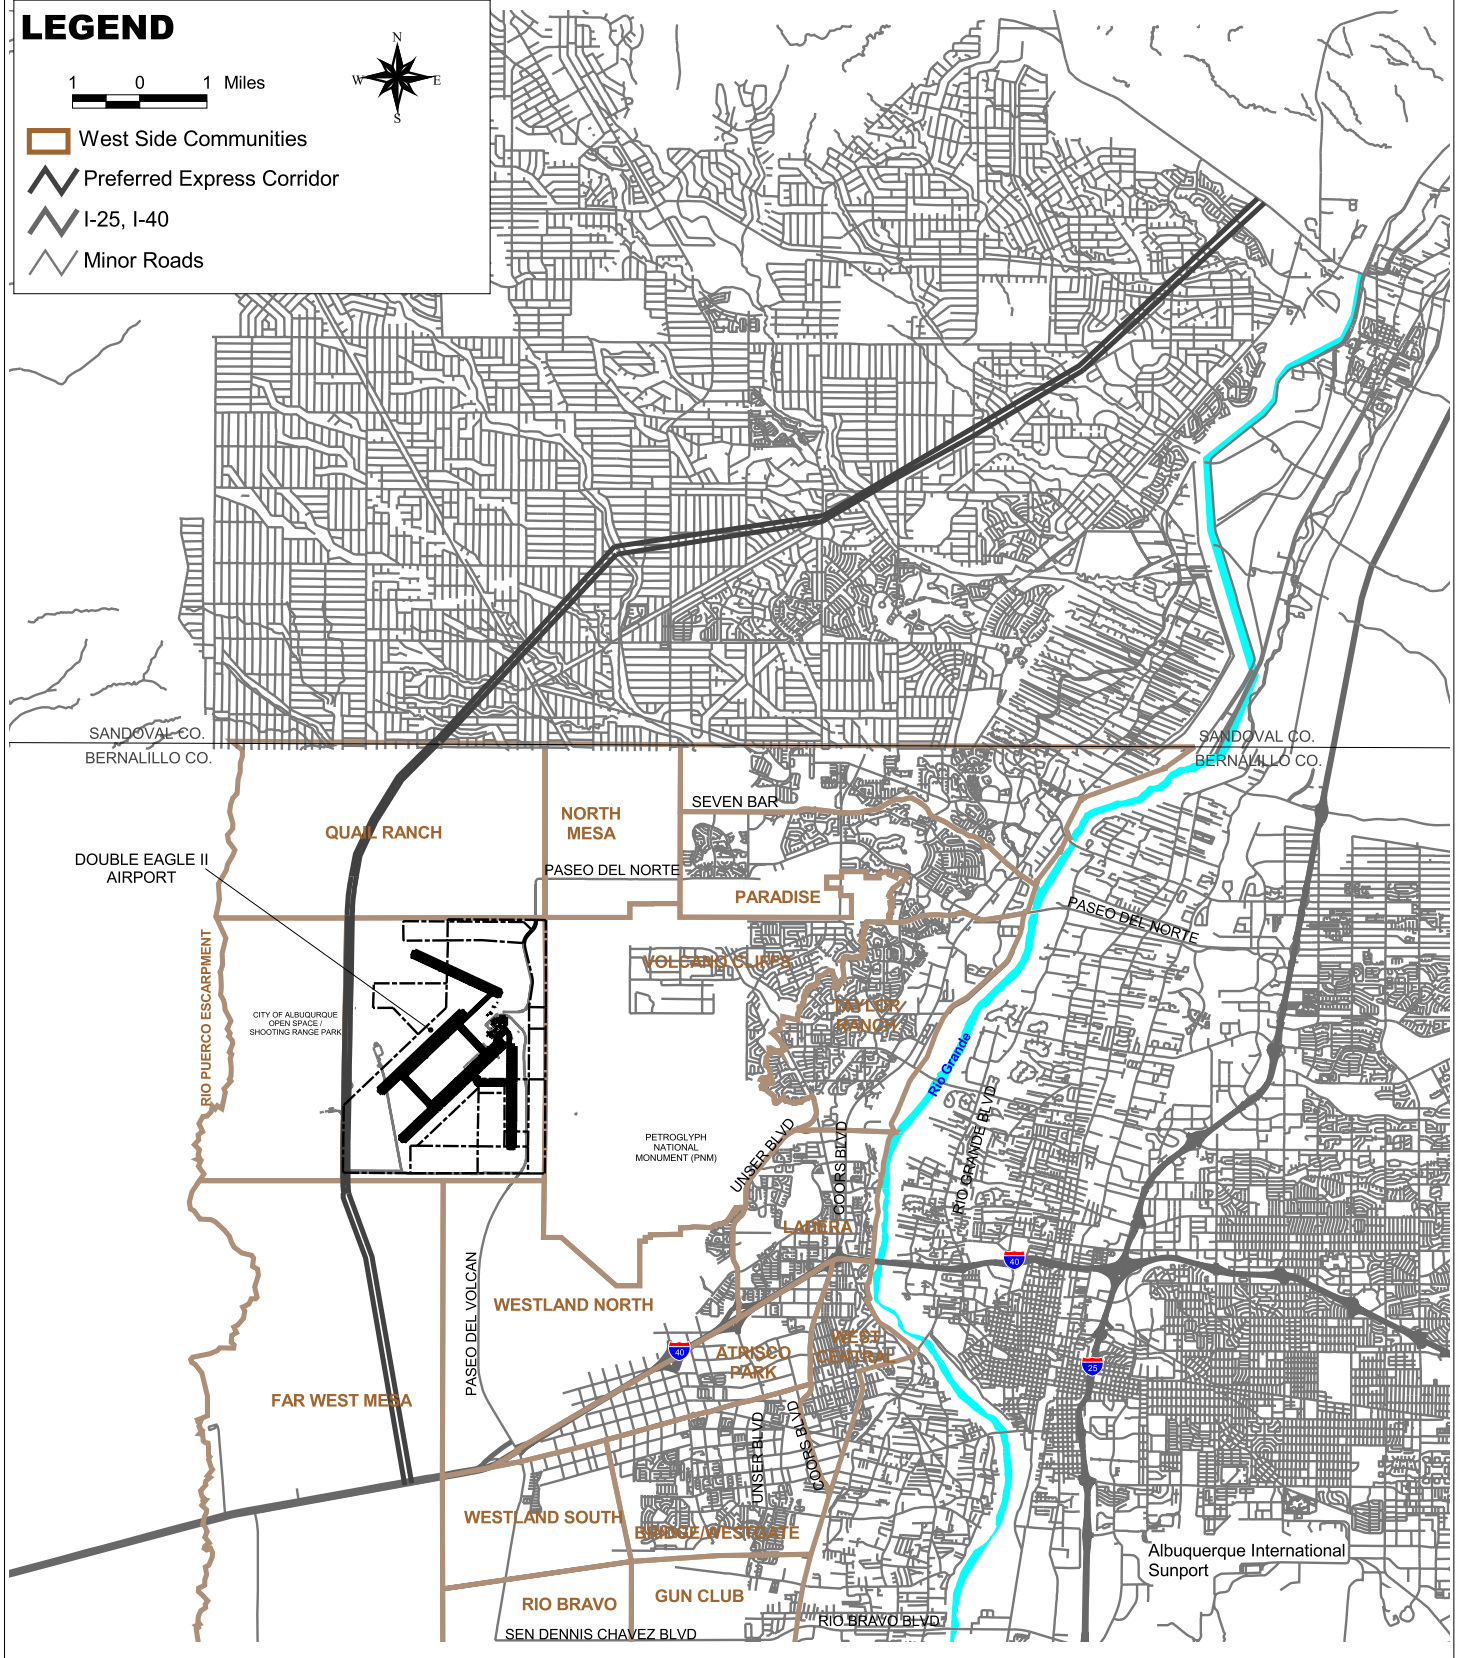 LEGEND
N
W
E
S
1 0 1 Miles
West Side Communities
Preferred Express Corridor
I-25, I-40
Minor Roads
SANDOVAL CO.
BERNALILLO CO.
SANDOVAL CO.
BERNALILLO CO.
SEVEN BAR
NORTH
MESA
QUAIL RANCH
DOUBLE EAGLE II
AIRPORT
PASEO DEL NORTE
PARADISE
PASEO DEL NORTE
RIO PUERCO ESCARPMENT
VOLCANO CLIFFS
TAYLOR
RANCH
CITY OF ALBUQURQUE
OPEN SPACE /
SHOOTING RANGE PARK
Rio Grande
RIO GRANDE BLVD
PETROGLYPH
NATIONAL
MONUMENT (PNM)
UNSER BLVD
COORS BLVD
LADERA
40
PASEO DEL VOLCAN
WESTLAND NORTH
40
ATRISCO
PARK
WEST
CENTRAL
25
FAR WEST MESA
UNSER BLVD
COORS BLVD
WESTLAND SOUTH
BRIDGE/WESTGATE
Albuquerque International
Sunport
RIO BRAVO
GUN CLUB
RIO BRAVO BLVD
SEN DENNIS CHAVEZ BLVD